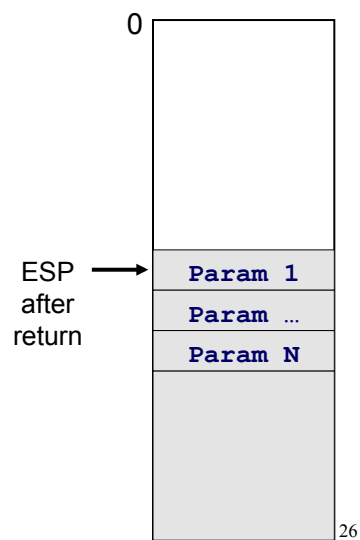 0
Param 1
ESP
after
return
Param …
Param N
26